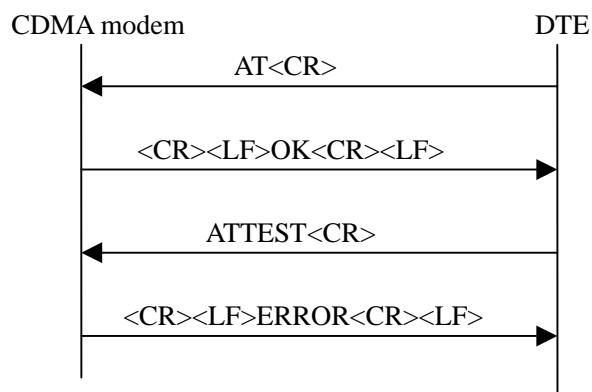 CDMA modem
DTE
AT<CR>
<CR><LF>OK<CR><LF>
ATTEST<CR>
<CR><LF>ERROR<CR><LF>